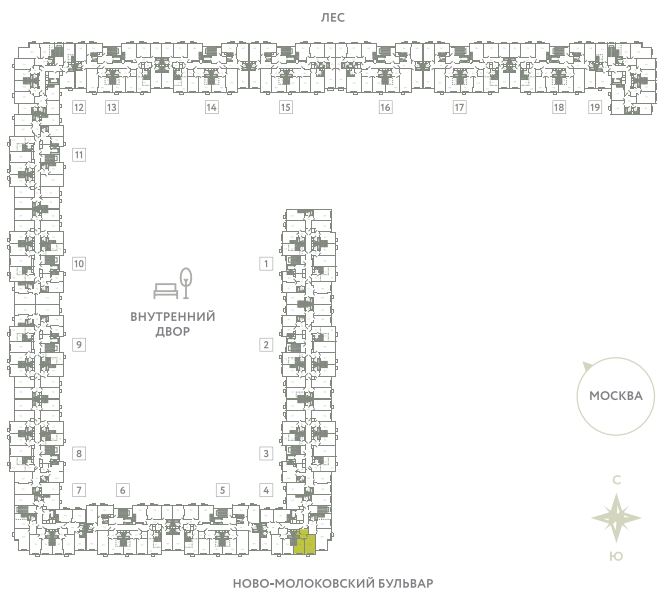 ЛЕС
12 13 14 15 16 17 18 19
11
10 1
ВНУТРЕННИЙ
ДВОР
9 2
МОСКВА
8 3
С
7 6 5 4
Ю
НОВО-МОЛОКОВСКИЙ БУЛЬВАР